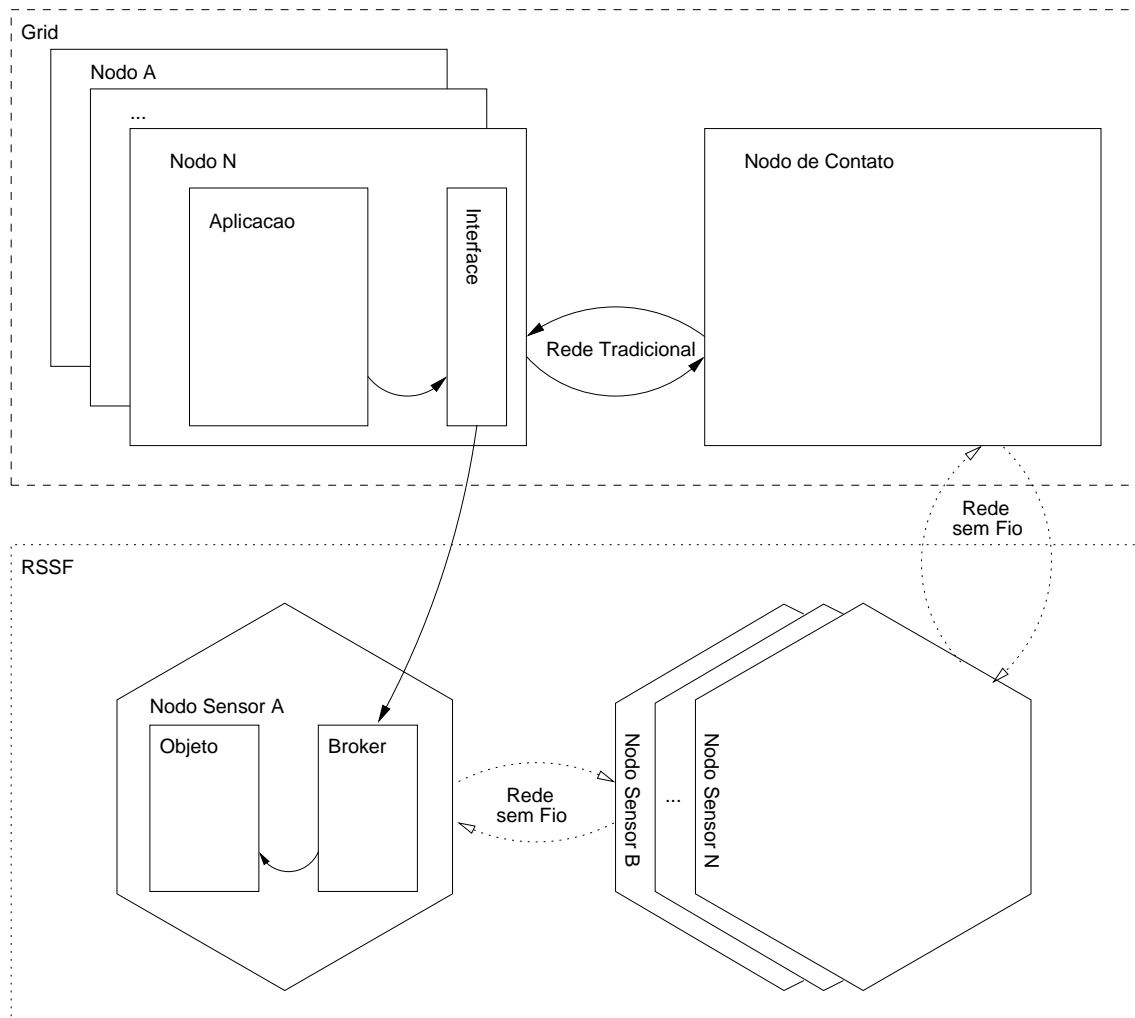 Grid
Nodo A
...
Nodo N
Aplicacao
Interface
Nodo de Contato
Rede Tradicional
Rede
sem Fio
RSSF
Nodo Sensor A
Objeto
Broker
Rede
sem Fio
Nodo Sensor B
...
Nodo Sensor N